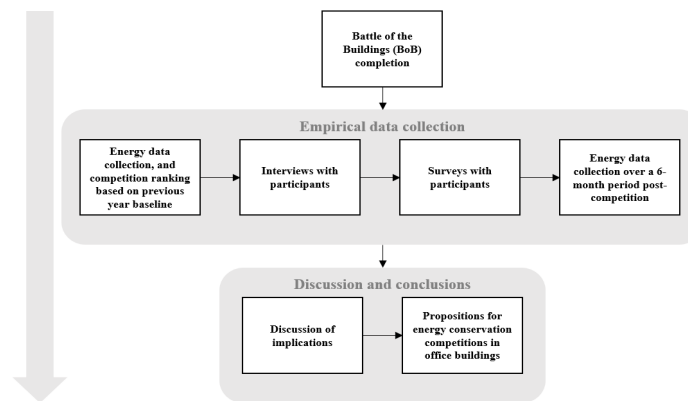 Battle of the
Buildings (BoB)
completion
Empirical data collection
Energy data
collection, and
competition ranking
based on previous
year baseline
Interviews with
participants
Surveys with
participants
Energy data
collection over a 6-
month period post-
competition
Discussion and conclusions
Discussion of
implications
Propositions for
energy conservation
competitions in
office buildings